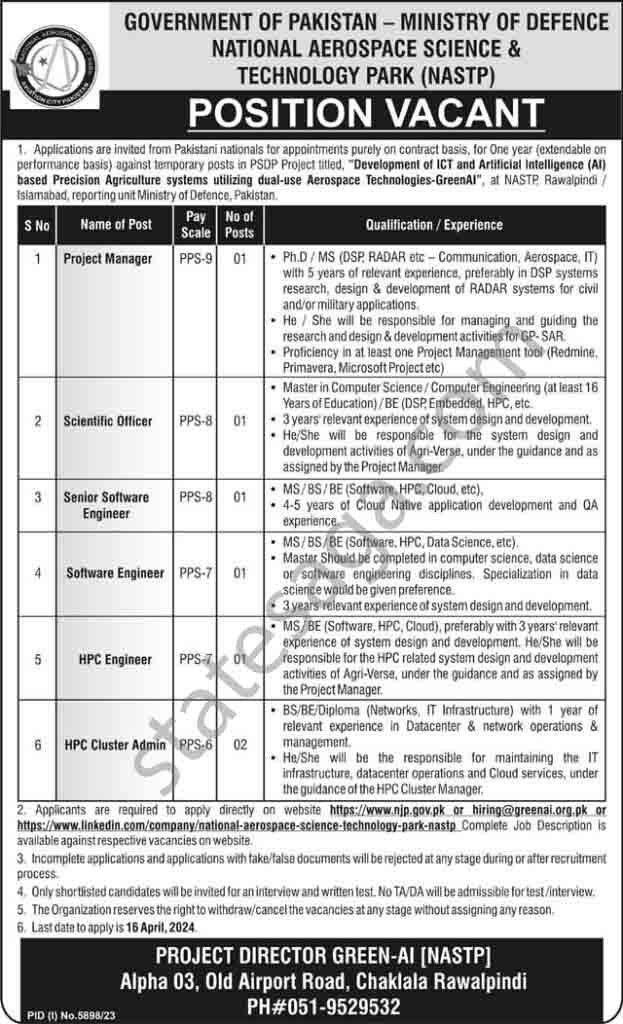 GOVERNMENT OF PAKISTAN – MINISTRY OF DEFENCE
NATIONAL AEROSPACE SCIENCE &
TECHNOLOGY PARK (NASTP)
POSITION VACANT
1. Applications are invited from Pakistani nationals for appointments purely on contract basis, for One year (extendable on
performance basis) against temporary posts in PSDP Project titled, "Development of ICT and Artificial Intelligence (AI)
based Precision Agriculture systems utilizing dual-use Aerospace Technologies-GreenAI", at NASTP, Rawalpindi /
Islamabad, reporting unit Ministry of Defence, Pakistan.
S No Name of Post Pay Scale No of Posts Qualification / Experience
1 Project Manager PPS-9 01
• Ph.D / MS (DSP, RADAR etc – Communication, Aerospace, IT)
with 5 years of relevant experience, preferably in DSP systems
research, design & development of RADAR systems for civil
and/or military applications.
• He / She will be responsible for managing and guiding the
research and design & development activities for GP- SAR.
• Proficiency in at least one Project Management tool (Redmine,
Primavera, Microsoft Project etc)
2 Scientific Officer PPS-8 01
• Master in Computer Science / Computer Engineering (at least 16
Years of Education) / BE (DSP, Embedded, HPC, etc.
• 3 years' relevant experience of system design and development.
• He/She will be responsible for the system design and
development activities of Agri-Verse, under the guidance and as
assigned by the Project Manager.
3 Senior Software Engineer PPS-8 01
• MS / BS / BE (Software, HPC, Cloud, etc),
• 4-5 years of Cloud Native application development and QA
experience.
4 Software Engineer PPS-7 01
• MS / BS / BE (Software, HPC, Data Science, etc).
• Master Should be completed in computer science, data science
or software engineering disciplines. Specialization in data
science would be given preference.
• 3 years' relevant experience of system design and development.
5 HPC Engineer PPS-7 01
• MS/ BE (Software, HPC, Cloud), preferably with 3 years' relevant
experience of system design and development. He/She will be
responsible for the HPC related system design and development
activities of Agri-Verse, under the guidance and as assigned by
the Project Manager.
6 HPC Cluster Admin PPS-6 02
• BS/BE/Diploma (Networks, IT Infrastructure) with 1 year of
relevant experience in Datacenter & network operations &
management.
• He/She will be the responsible for maintaining the IT
infrastructure, datacenter operations and Cloud services, under
the guidance of the HPC Cluster Manager.
2. Applicants are required to apply directly on website https://www.njp.gov.pk or hiring@greenai.org.pk or
https://www.linkedin.com/company/national-aerospace-science-technology-park-nastp Complete Job Description is
available against respective vacancies on website.
3. Incomplete applications and applications with fake/false documents will be rejected at any stage during or after recruitment
process.
4. Only shortlisted candidates will be invited for an interview and written test. No TA/DA will be admissible for test /interview.
5. The Organization reserves the right to withdraw/cancel the vacancies at any stage without assigning any reason.
6. Last date to apply is 16 April, 2024.
PROJECT DIRECTOR GREEN-AI [NASTP]
Alpha 03, Old Airport Road, Chaklala Rawalpindi
PH#051-9529532
PID (I) No.5898/23
statesaga.com